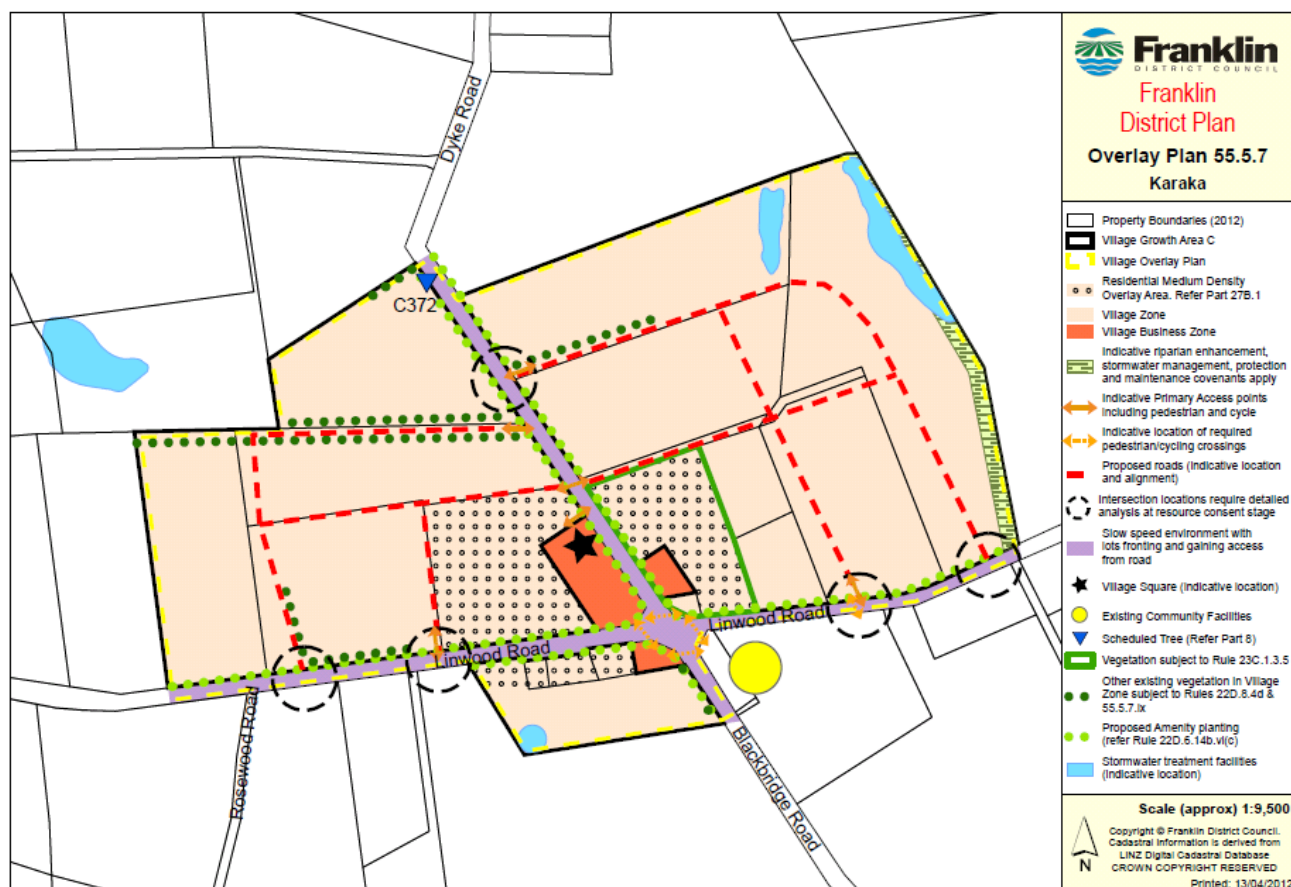 Dyke Road
C372
Linwood Road
Linwood Road
Rosewood Road
Blackbridge Road
Franklin
DISTRICT COUNCIL
Franklin
District Plan
Overlay Plan 55.5.7
Karaka
Property Boundaries (2012)
Village Growth Area C
Village Overlay Plan
Residential Medium Density
Overlay Area. Refer Part 27B.1
Village Zone
Village Business Zone
Indicative riparian enhancement,
stormwater management, protection
and maintenance covenants apply
Indicative Primary Access points
including pedestrian and cycle
Indicative location of required
pedestrian/cycling crossings
Proposed roads (indicative location
and alignment)
Intersection locations require detailed
analysis at resource consent stage
Slow speed environment with
lots fronting and gaining access
from road
Village Square (indicative location)
Existing Community Facilities
Scheduled Tree (Refer Part 8)
Vegetation subject to Rule 23C.1.3.5
Other existing vegetation in Village
Zone subject to Rules 22D.8.4d &
55.5.7.ix
Proposed Amenity planting
(refer Rule 22D.6.14b.vi(c)
Stormwater treatment facilities
(Indicative location)
Scale (approx) 1:9,500
N
Copyright © Franklin District Council.
Cadastral Information is derived from
LINZ Digital Cadastral Database
CROWN COPYRIGHT RESERVED
Printed: 13/04/2012